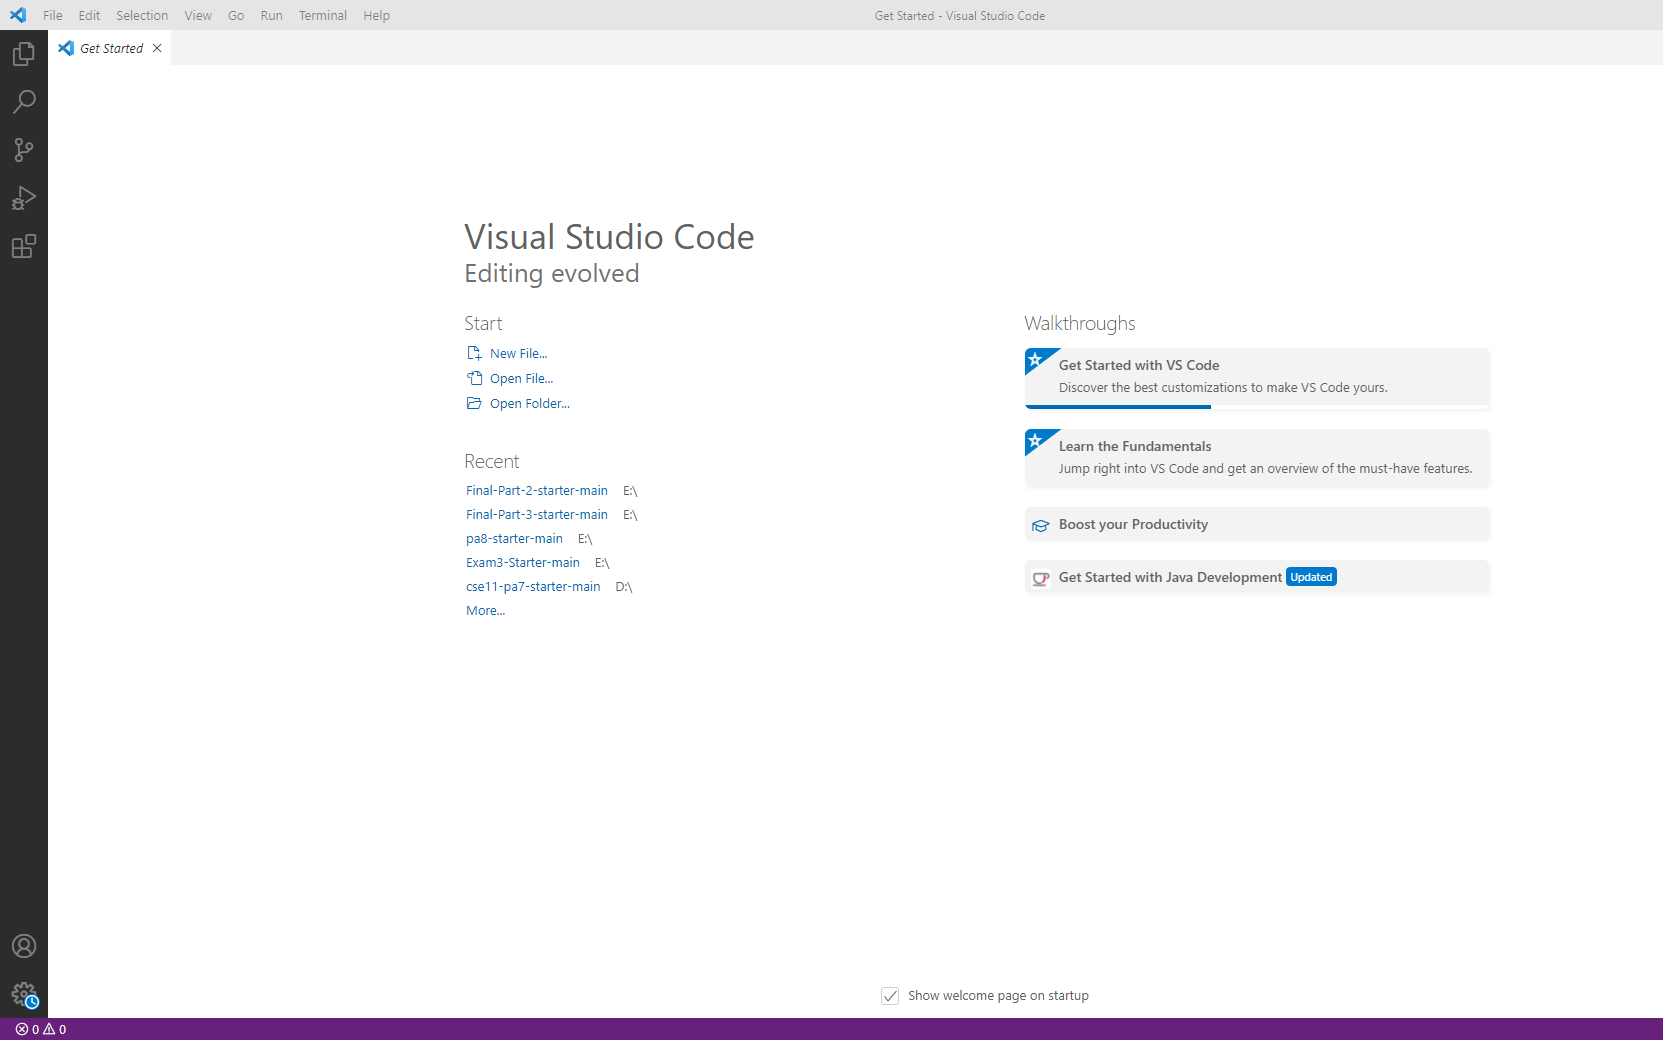 File Edit Selection View Go Run Terminal Help Get Started - Visual Studio Code
Get Started
Visual Studio Code
Editing evolved
Start
New File...
Open File...
Open Folder...
Recent
Final-Part-2-starter-main E:\
Final-Part-3-starter-main E:\
pa8-starter-main E:\
Exam3-Starter-main E:\
cse11-pa7-starter-main D:\
More...
Walkthroughs
Get Started with VS Code
Discover the best customizations to make VS Code yours.
Learn the Fundamentals
Jump right into VS Code and get an overview of the must-have features.
Boost your Productivity
Get Started with Java Development Updated
Show welcome page on startup
0 0